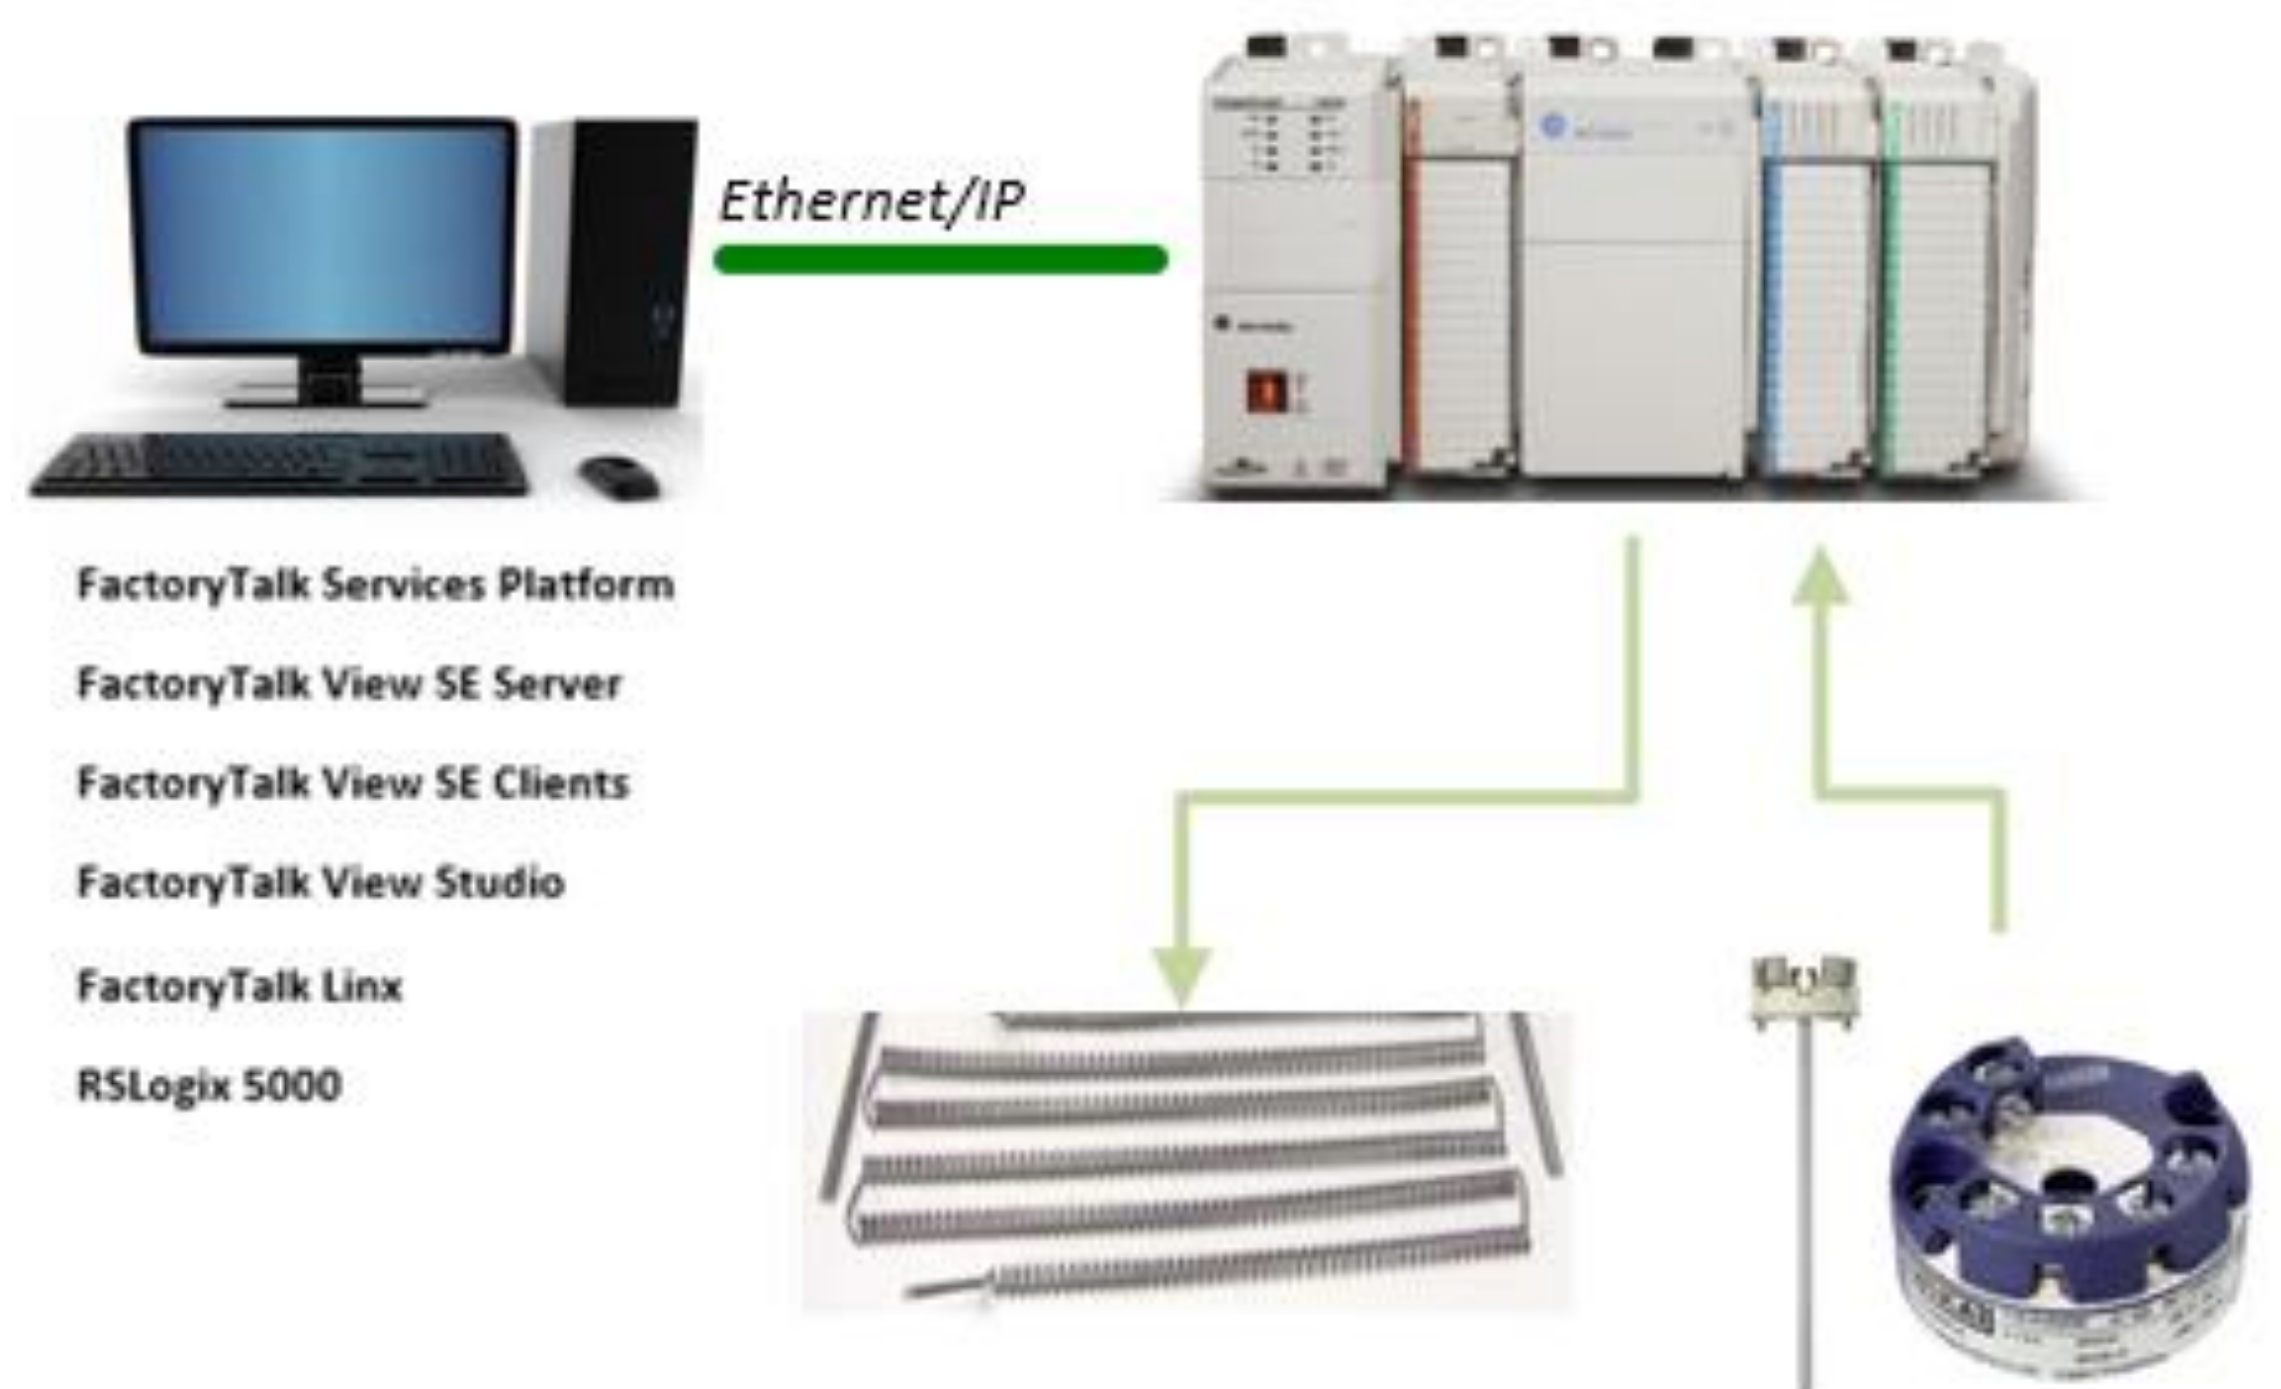 Ethernet/IP
FactoryTalk Services Platform
FactoryTalk View SE Server
FactoryTalk View SE Clients
FactoryTalk View Studio
FactoryTalk Linx
RSLogix 5000